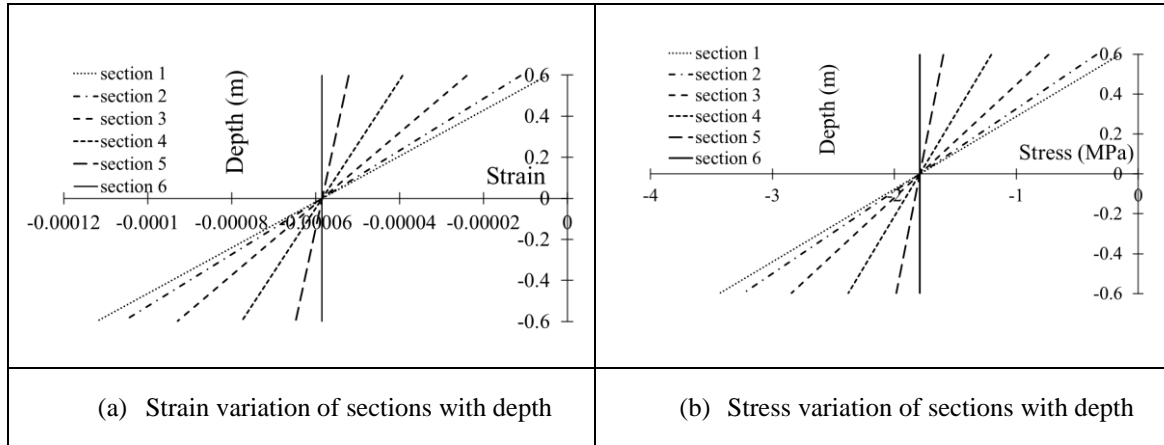 section 1
section 2
section 3
section 4
section 5
section 6
Depth (m)
0.6
0.4
0.2
Strain
0
-0.00012 -0.0001 -0.00008 -0.00006 -0.00004 -0.00002 0
-0.2
-0.4
-0.6
section 1
section 2
section 3
section 4
section 5
section 6
Depth (m)
0.6
0.4
0.2
Stress (MPa)
0
-4 -3 -2 -1 0
-0.2
-0.4
-0.6
(a) Strain variation of sections with depth
(b) Stress variation of sections with depth